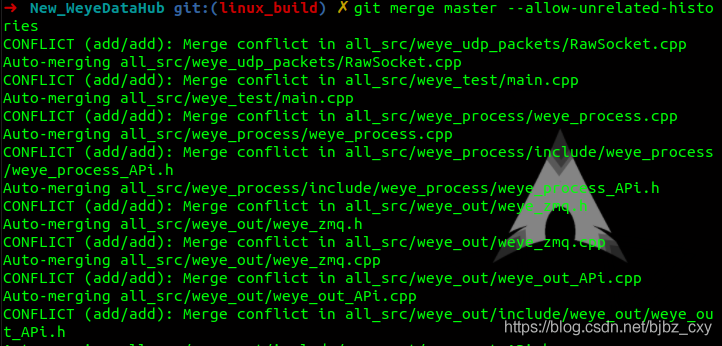 ➜ New_WeyeDataHub git:(linux_build) ✗ git merge master --allow-unrelated-histo
ries
CONFLICT (add/add): Merge conflict in all_src/weye_udp_packets/RawSocket.cpp
Auto-merging all_src/weye_udp_packets/RawSocket.cpp
CONFLICT (add/add): Merge conflict in all_src/weye_test/main.cpp
Auto-merging all_src/weye_test/main.cpp
CONFLICT (add/add): Merge conflict in all_src/weye_process/weye_process.cpp
Auto-merging all_src/weye_process/weye_process.cpp
CONFLICT (add/add): Merge conflict in all_src/weye_process/include/weye_process
/weye_process_APi.h
Auto-merging all_src/weye_process/include/weye_process/weye_process_APi.h
CONFLICT (add/add): Merge conflict in all_src/weye_out/weye_zmq.h
Auto-merging all_src/weye_out/weye_zmq.h
CONFLICT (add/add): Merge conflict in all_src/weye_out/weye_zmq.cpp
Auto-merging all_src/weye_out/weye_zmq.cpp
CONFLICT (add/add): Merge conflict in all_src/weye_out/weye_out_APi.cpp
Auto-merging all_src/weye_out/weye_out_APi.cpp
CONFLICT (add/add): Merge conflict in all_src/weye_out/include/weye_out/weye_ou
t_APi.h
https://blog.csdn.net/bjbz_cxy